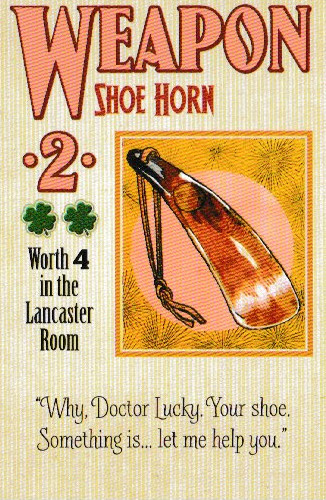 WEAPON
SHOE HORN
·2·
Worth 4
in the
Lancaster
Room
“Why, Doctor Lucky. Your shoe.
Something is... let me help you.”